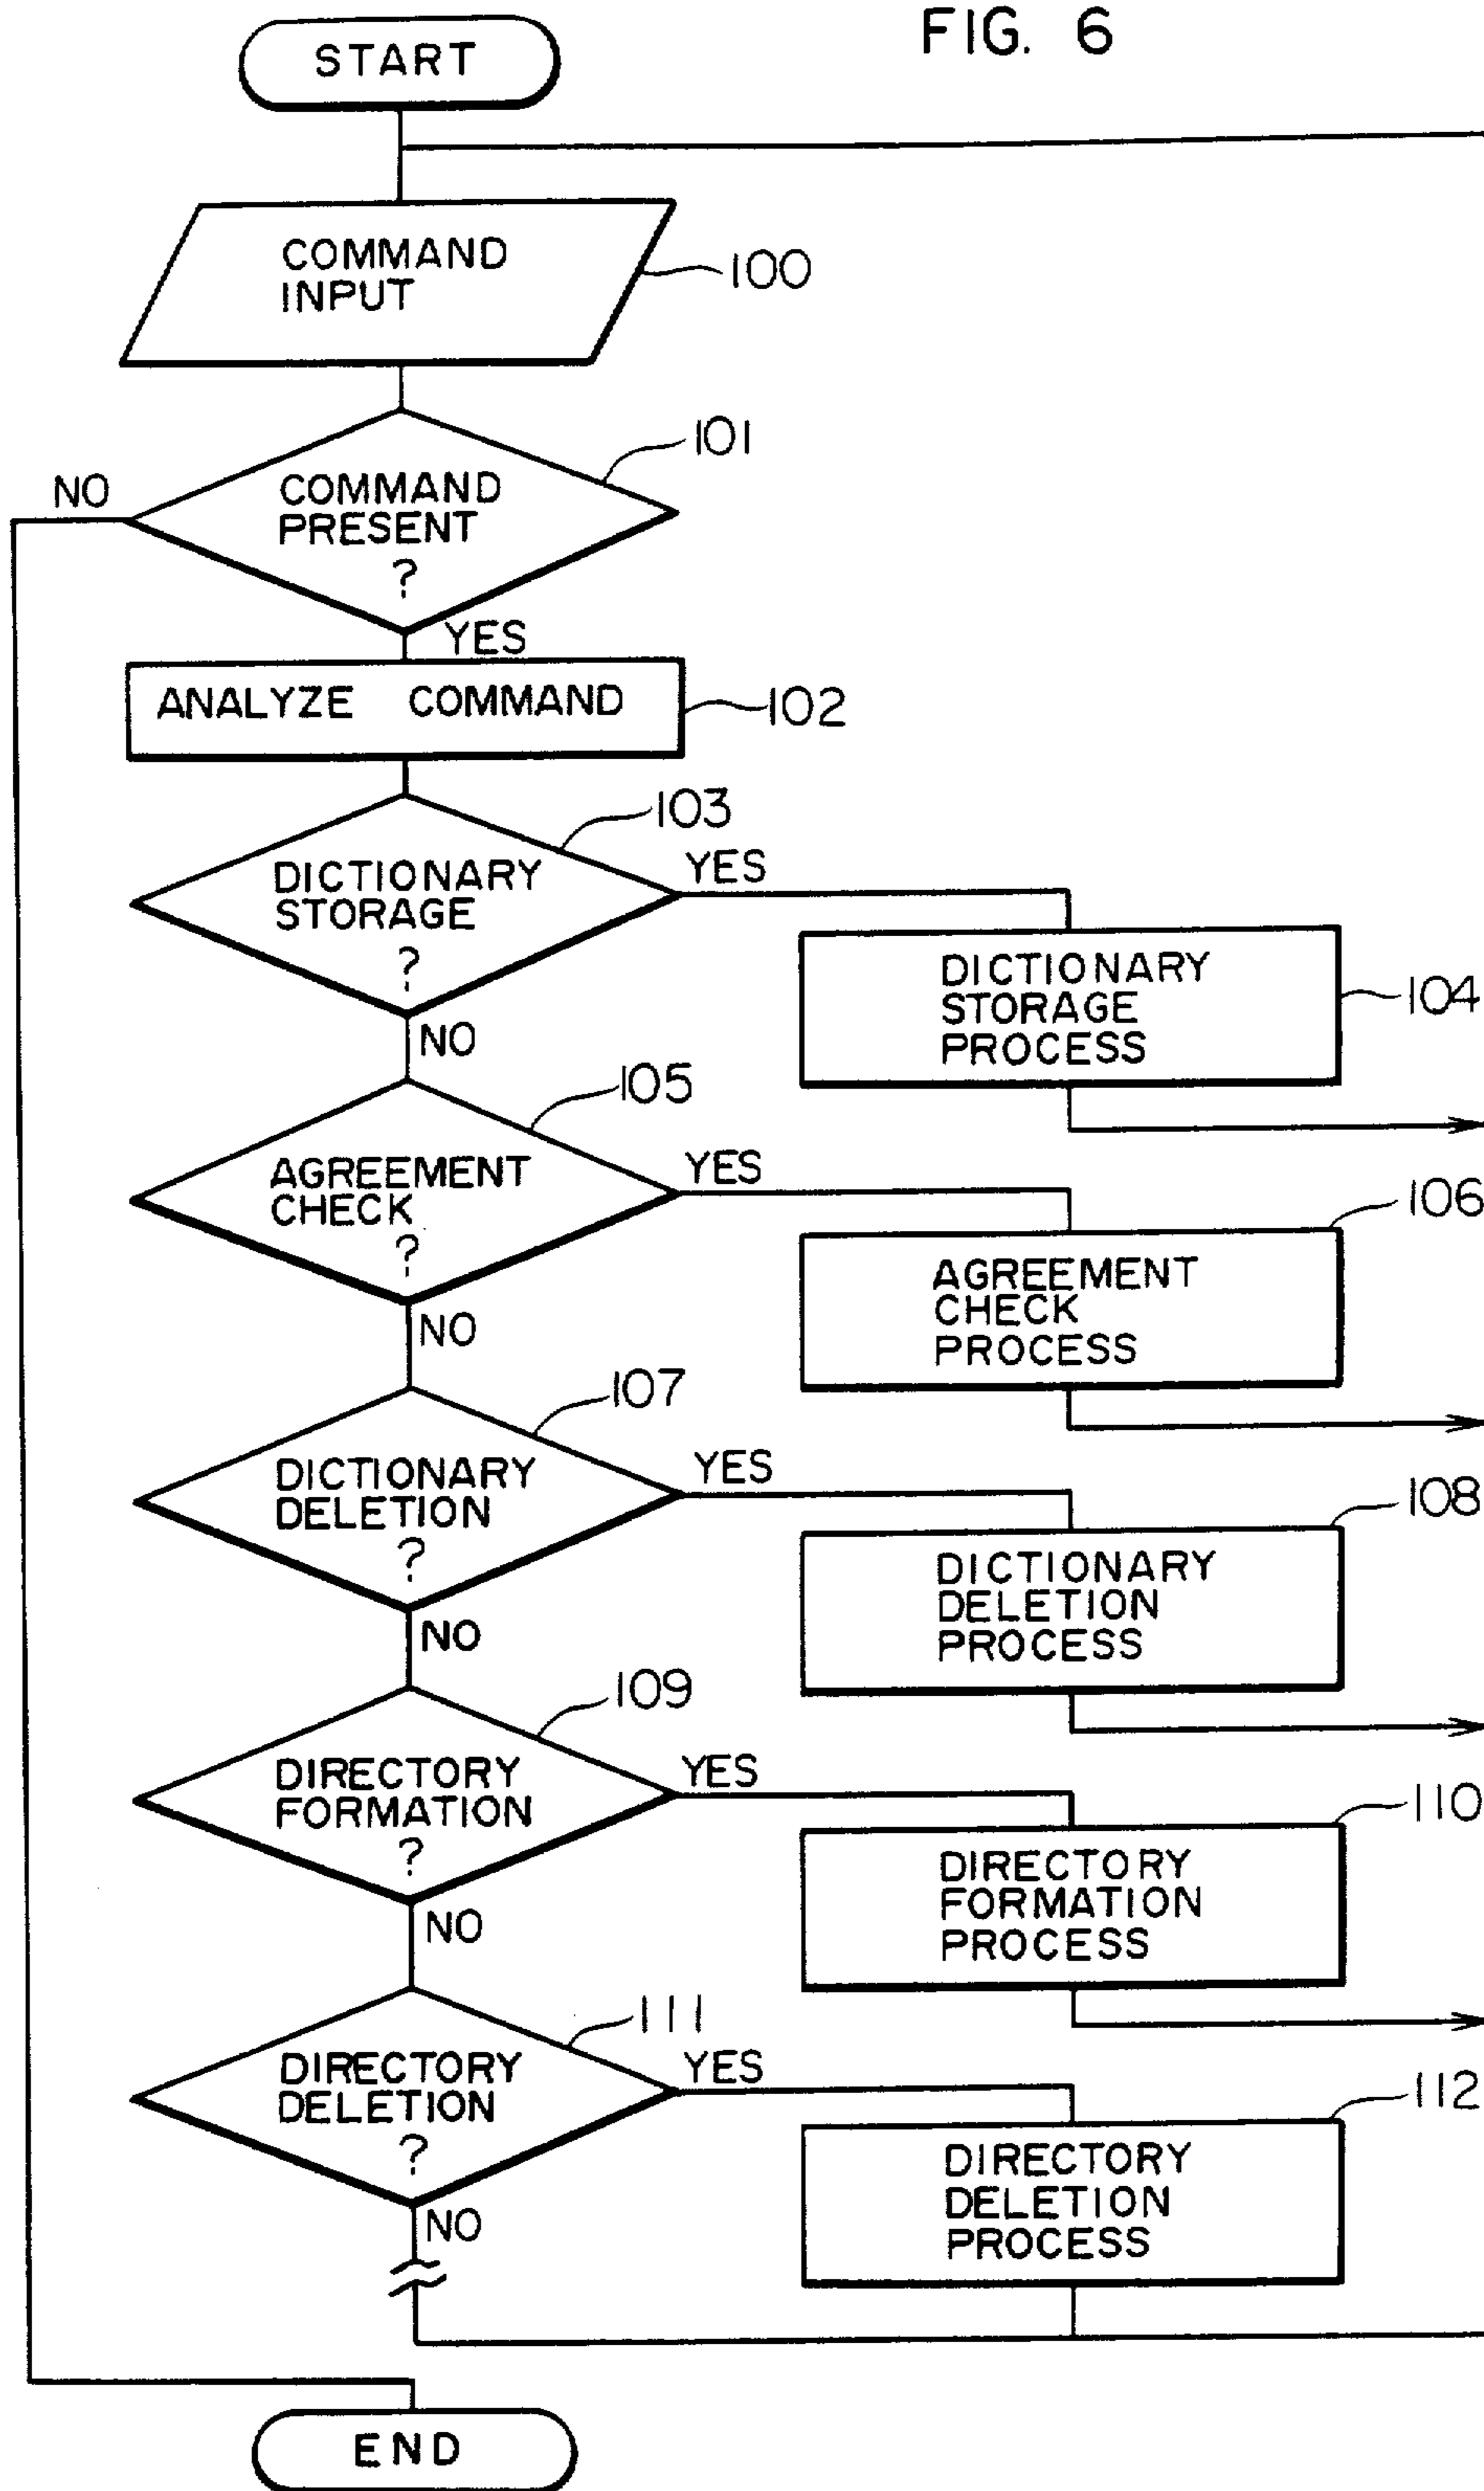 FIG. 6
START
COMMAND
INPUT
100
101
NO
COMMAND
PRESENT
?
YES
ANALYZE COMMAND
102
103
DICTIONARY
STORAGE
?
YES
DICTIONARY
STORAGE
PROCESS
104
NO
105
AGREEMENT
CHECK
?
YES
106
AGREEMENT
CHECK
PROCESS
NO
107
DICTIONARY
DELETION
?
YES
108
DICTIONARY
DELETION
PROCESS
NO
109
DIRECTORY
FORMATION
?
YES
110
DIRECTORY
FORMATION
PROCESS
NO
111
DIRECTORY
DELETION
?
YES
112
DIRECTORY
DELETION
PROCESS
NO
END